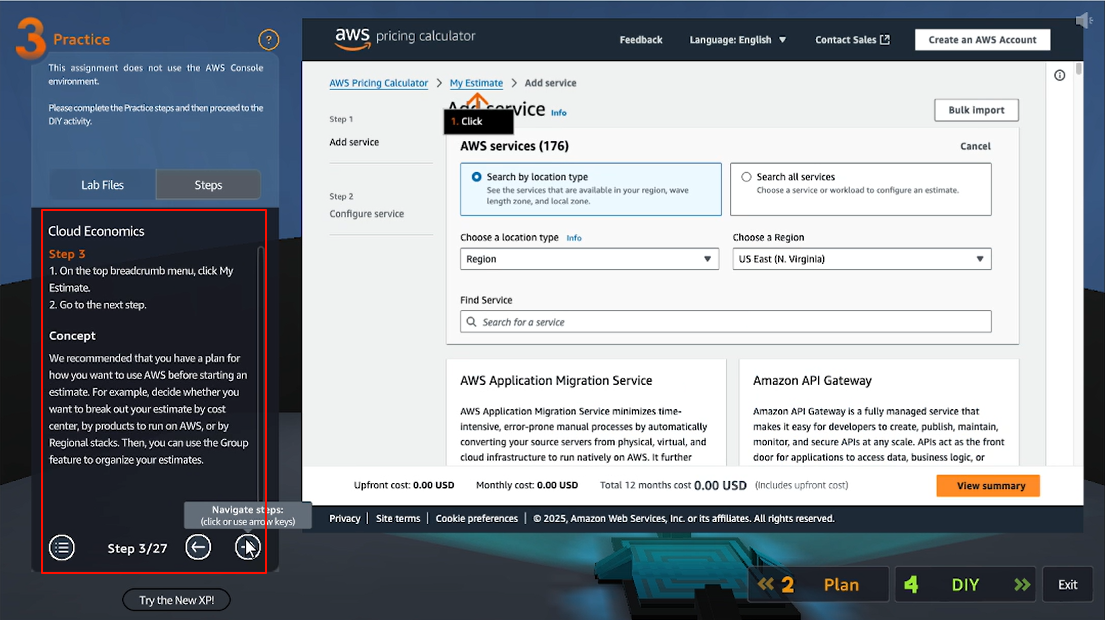 3 Practice
?
This assignment does not use the AWS Console
environment.
Please complete the Practice steps and then proceed to the
DIY activity.
Lab Files
Steps
Cloud Economics
Step 3
1. On the top breadcrumb menu, click My
Estimate.
2. Go to the next step.
Concept
We recommended that you have a plan for
how you want to use AWS before starting an
estimate. For example, decide whether you
want to break out your estimate by cost
center, by products to run on AWS, or by
Regional stacks. Then, you can use the Group
feature to organize your estimates.
Navigate steps:
(click or use arrow keys)
Step 3/27
Try the New XP!
aws pricing calculator
Feedback
Language: English
Contact Sales
Create an AWS Account
AWS Pricing Calculator > My Estimate > Add service
Step 1
Add service
Step 2
Configure service
Add service Info
1. Click
Bulk import
AWS services (176)
Cancel
Search by location type
See the services that are available in your region, wave
length zone, and local zone.
Search all services
Choose a service or workload to configure an estimate.
Choose a location type Info
Region
Choose a Region
US East (N. Virginia)
Find Service
Search for a service
AWS Application Migration Service
AWS Application Migration Service minimizes time-
intensive, error-prone manual processes by automatically
converting your source servers from physical, virtual, and
cloud infrastructure to run natively on AWS. It further
Amazon API Gateway
Amazon API Gateway is a fully managed service that
makes it easy for developers to create, publish, maintain,
monitor, and secure APIs at any scale. APIs act as the front
door for applications to access data, business logic, or
Upfront cost: 0.00 USD
Monthly cost: 0.00 USD
Total 12 months cost 0.00 USD (Includes upfront cost)
View summary
Privacy | Site terms | Cookie preferences | © 2025, Amazon Web Services, Inc. or its affiliates. All rights reserved.
« 2 Plan
4 DIY »
Exit